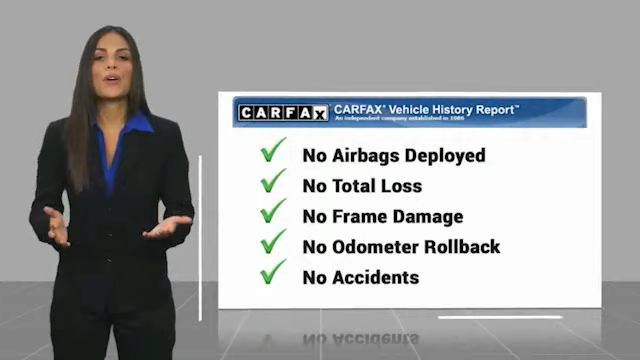 CARFAX CARFAX® Vehicle History Report™
An independent company established in 1986
No Airbags Deployed
No Total Loss
No Frame Damage
No Odometer Rollback
No Accidents